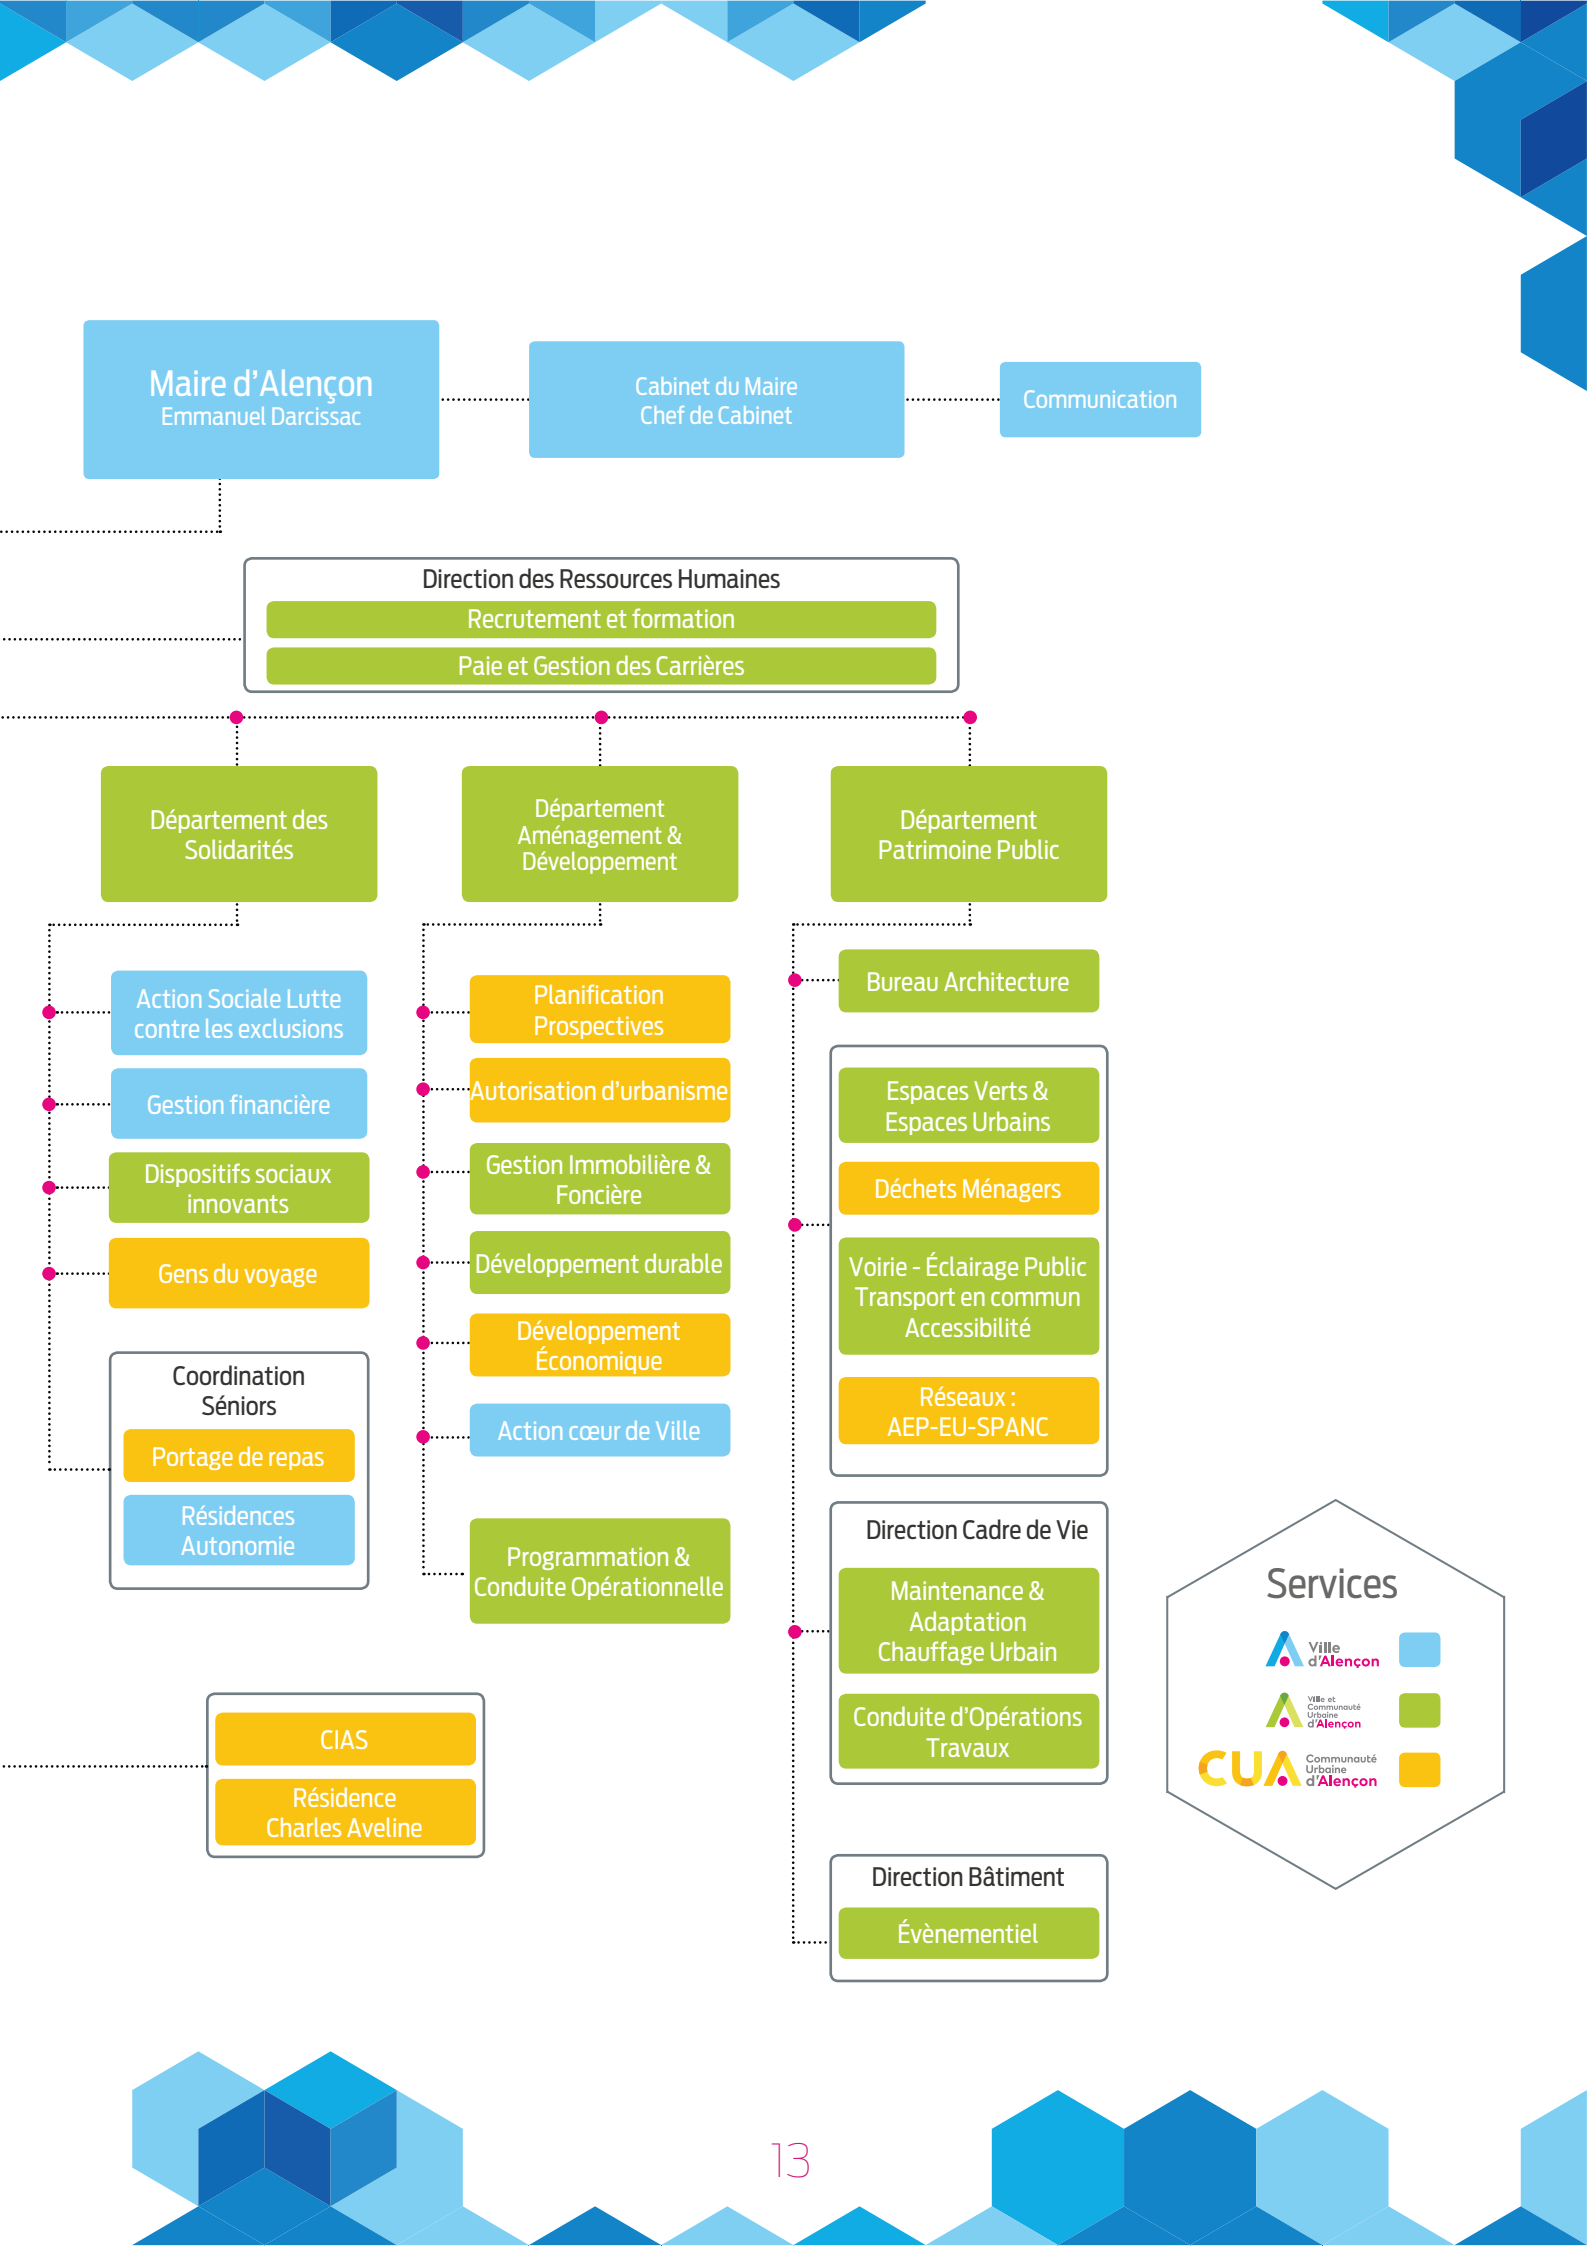 Maire d’Alençon
Emmanuel Darcissac
Cabinet du Maire
Chef de Cabinet
Communication
Direction des Ressources Humaines
Recrutement et formation
Paie et Gestion des Carrières
Département des
Solidarités
Département
Aménagement &
Développement
Département
Patrimoine Public
Action Sociale Lutte
contre les exclusions
Gestion financière
Dispositifs sociaux
innovants
Gens du voyage
Coordination
Séniors
Portage de repas
Résidences
Autonomie
CIAS
Résidence
Charles Aveline
Planification
Prospectives
Autorisation d’urbanisme
Gestion Immobilière &
Foncière
Développement durable
Développement
Économique
Action cœur de Ville
Programmation &
Conduite Opérationnelle
Bureau Architecture
Espaces Verts &
Espaces Urbains
Déchets Ménagers
Voirie - Éclairage Public
Transport en commun
Accessibilité
Réseaux :
AEP-EU-SPANC
Direction Cadre de Vie
Maintenance &
Adaptation
Chauffage Urbain
Conduite d’Opérations
Travaux
Direction Bâtiment
Évènementiel
Services
Ville
d’Alençon
Ville et
Communauté
Urbaine
d’Alençon
CUA
Communauté
Urbaine
d’Alençon
13